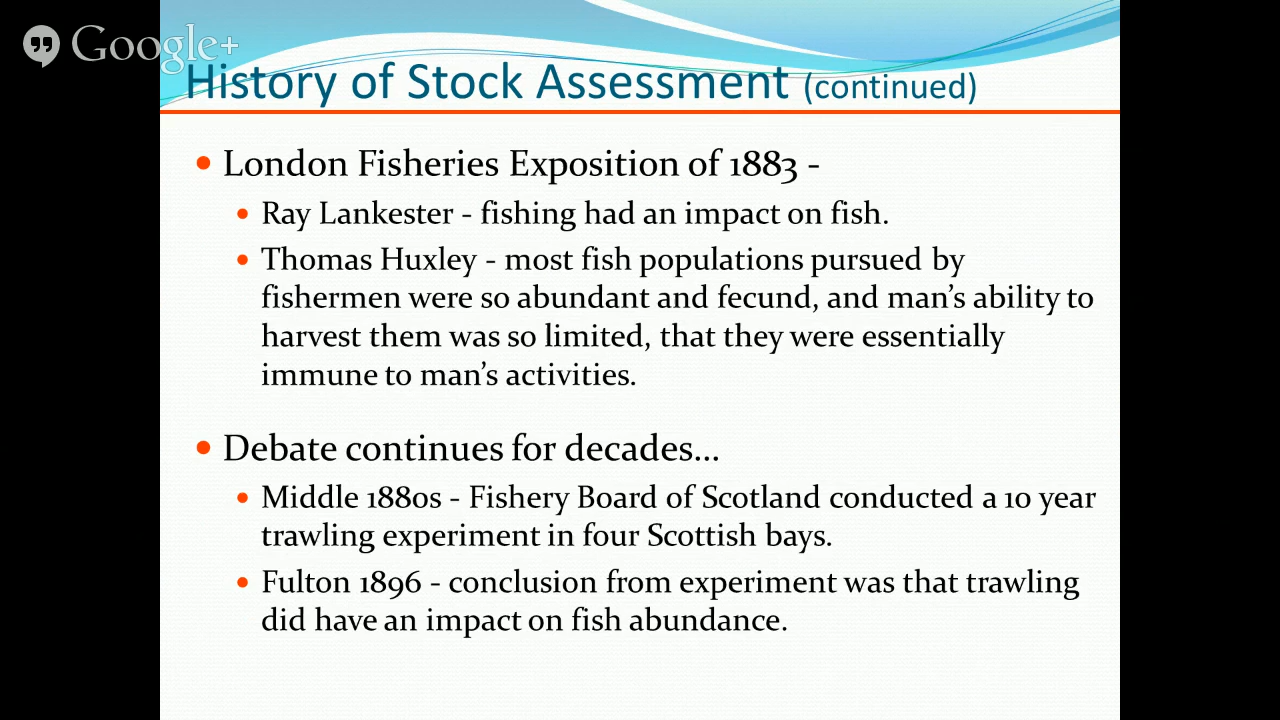 Google+
History of Stock Assessment (continued)
• London Fisheries Exposition of 1883 -
• Ray Lankester - fishing had an impact on fish.
• Thomas Huxley - most fish populations pursued by
fishermen were so abundant and fecund, and man's ability to
harvest them was so limited, that they were essentially
immune to man's activities.
• Debate continues for decades…
• Middle 1880s - Fishery Board of Scotland conducted a 10 year
trawling experiment in four Scottish bays.
• Fulton 1896 - conclusion from experiment was that trawling
did have an impact on fish abundance.